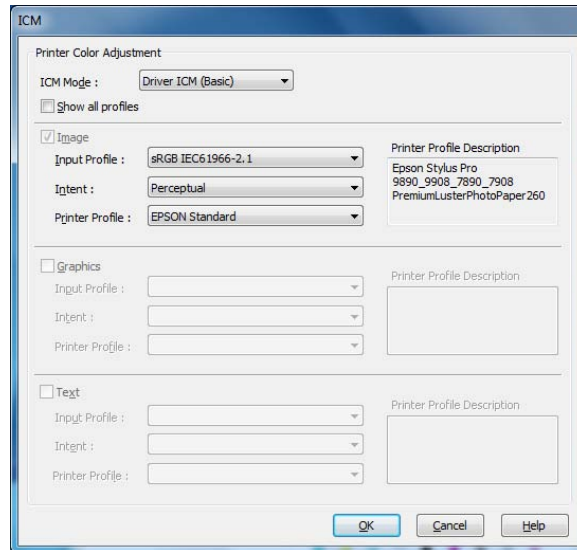 ICM
Printer Color Adjustment
ICM Mode :
Driver ICM (Basic)
Show all profiles
Image
Input Profile :
sRGB IEC61966-2.1
Intent :
Perceptual
Printer Profile :
EPSON Standard
Printer Profile Description
Epson Stylus Pro
9890_9908_7890_7908
PremiumLusterPhotoPaper260
Graphics
Input Profile :
Intent :
Printer Profile :
Printer Profile Description
Text
Input Profile :
Intent :
Printer Profile :
Printer Profile Description
OK
Cancel
Help